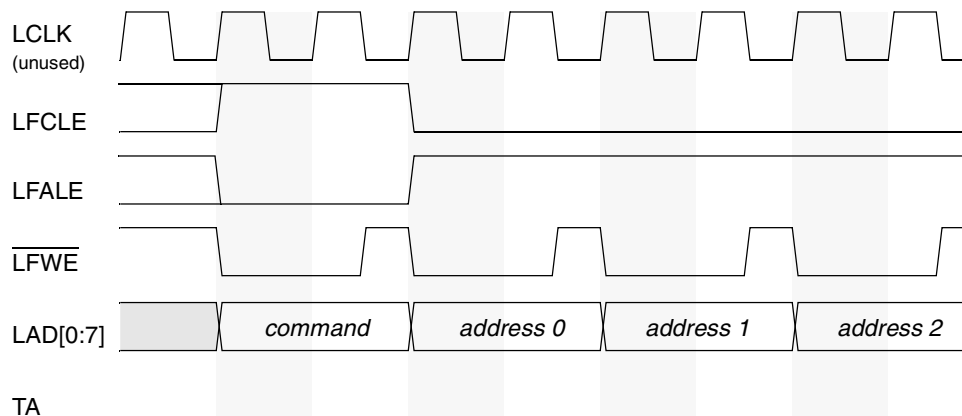 LCLK
(unused)
LFCLE
LFALE
LFWE
LAD[0:7] command address 0 address 1 address 2
TA